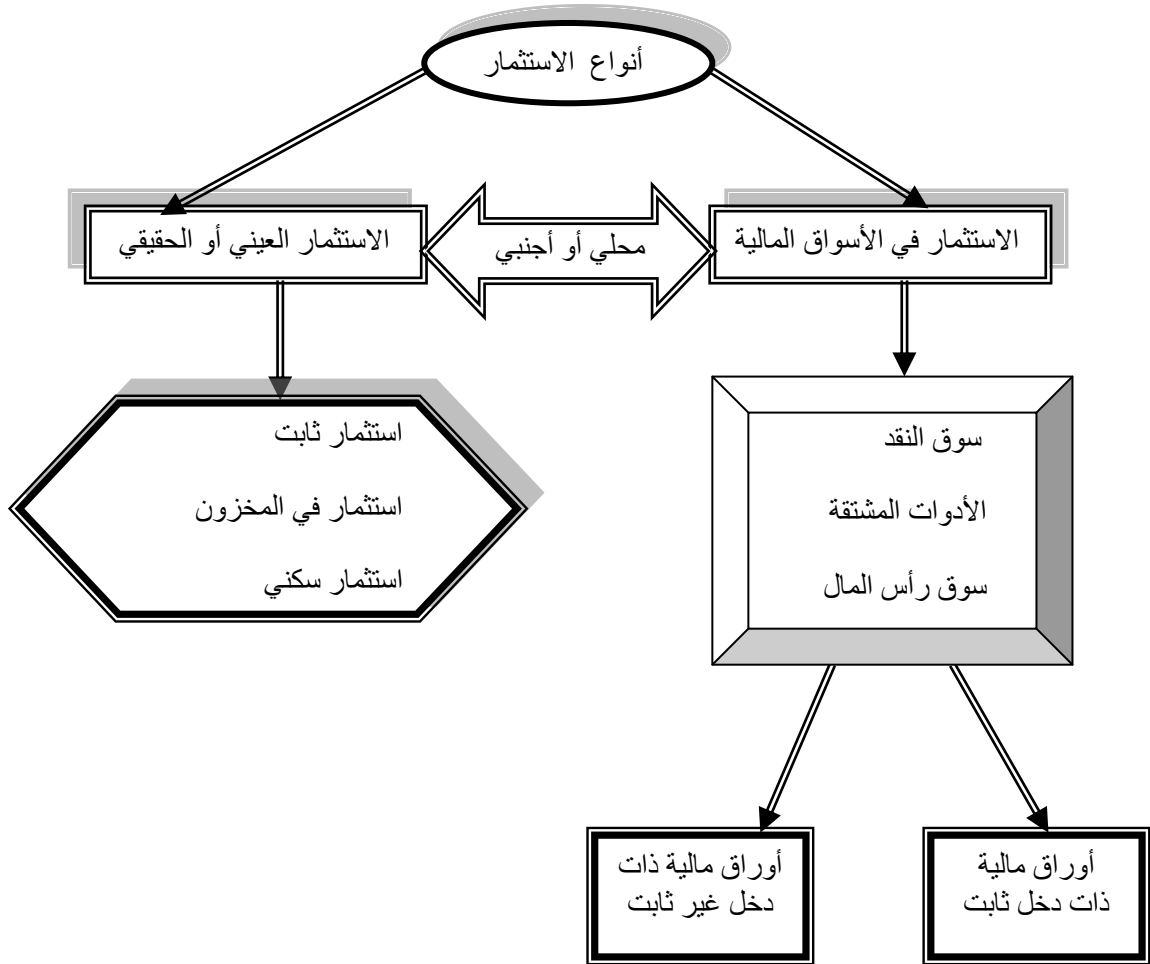 أنواع الاستثمار
الاستثمار في الأسواق المالية
محلي أو أجنبي
الاستثمار العيني أو الحقيقي
سوق النقد
الأدوات المشتقة
سوق رأس المال
استثمار ثابت
استثمار في المخزون
استثمار سكني
أوراق مالية
ذات دخل ثابت
أوراق مالية ذات
دخل غير ثابت